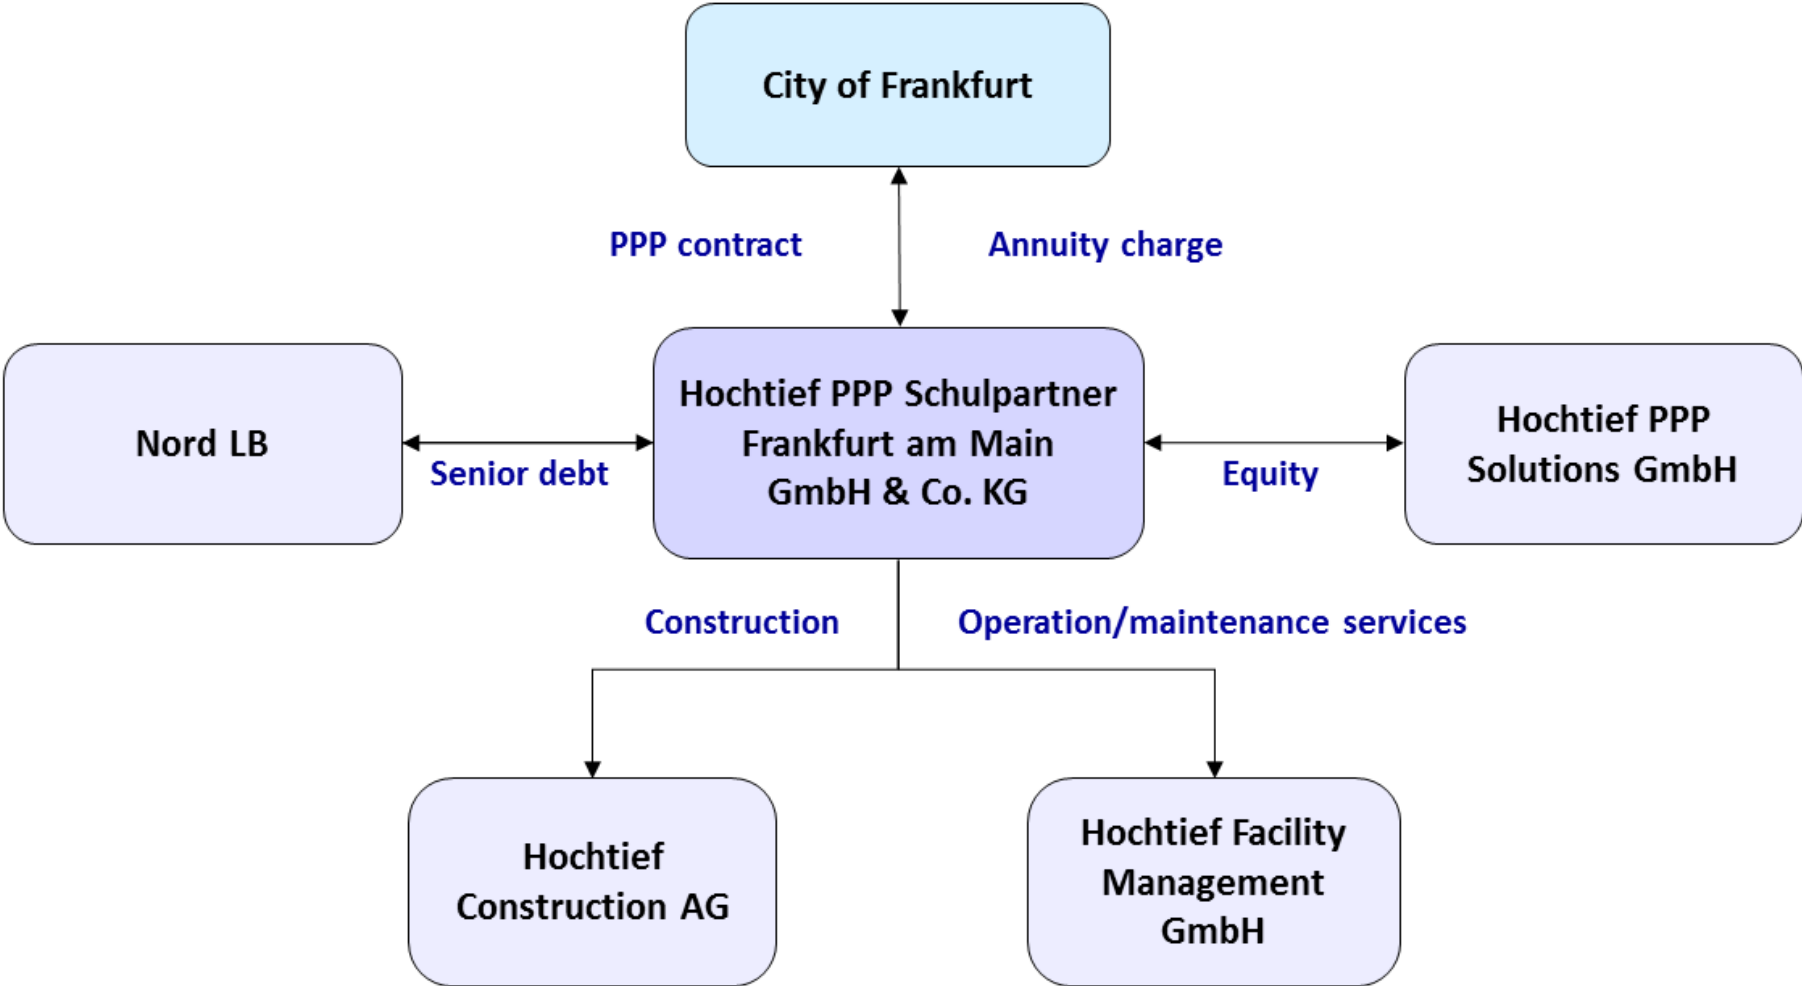 City of Frankfurt
PPP contract
Annuity charge
Hochtief PPP Schulpartner
Frankfurt am Main
GmbH & Co. KG
Nord LB
Senior debt
Equity
Hochtief PPP
Solutions GmbH
Construction
Operation/maintenance services
Hochtief
Construction AG
Hochtief Facility
Management
GmbH